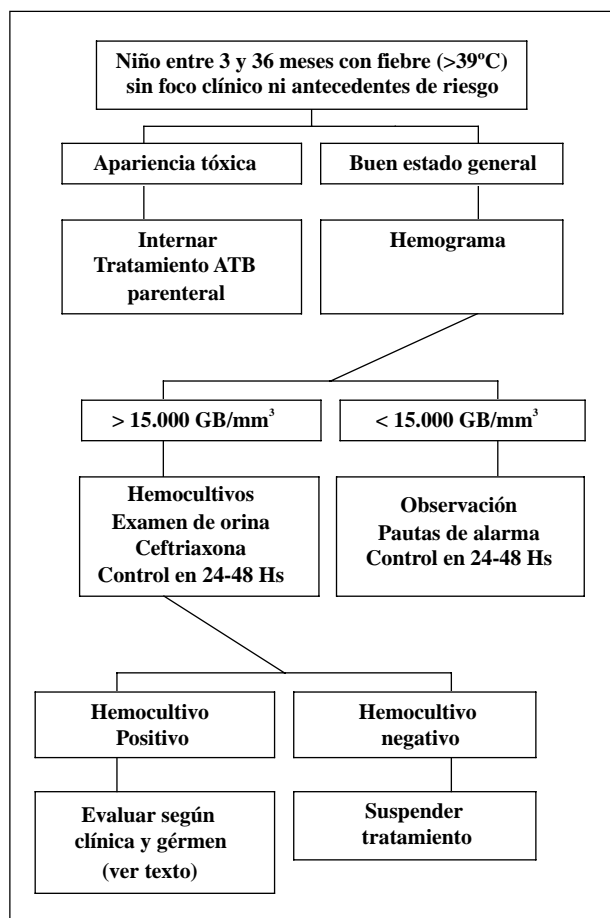 Niño entre 3 y 36 meses con fiebre (>39ºC)
sin foco clínico ni antecedentes de riesgo
Apariencia tóxica
Buen estado general
Internar
Tratamiento ATB
parenteral
Hemograma
> 15.000 GB/mm³
< 15.000 GB/mm³
Hemocultivos
Examen de orina
Ceftriaxona
Control en 24-48 Hs
Observación
Pautas de alarma
Control en 24-48 Hs
Hemocultivo
Positivo
Hemocultivo
negativo
Evaluar según
clínica y gérmen
(ver texto)
Suspender
tratamiento